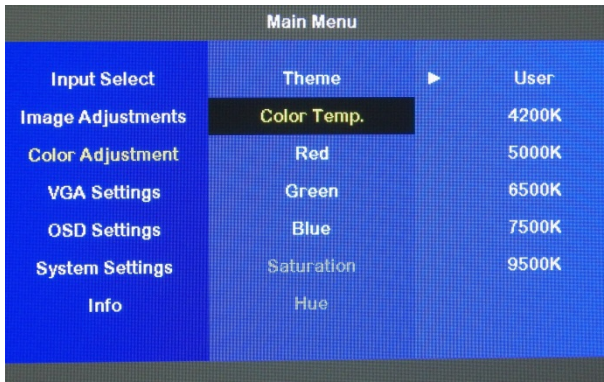 Main Menu
Input Select
Image Adjustments
Color Adjustment
VGA Settings
OSD Settings
System Settings
Info
Theme
Color Temp.
Red
Green
Blue
Saturation
Hue
User
4200K
5000K
6500K
7500K
9500K